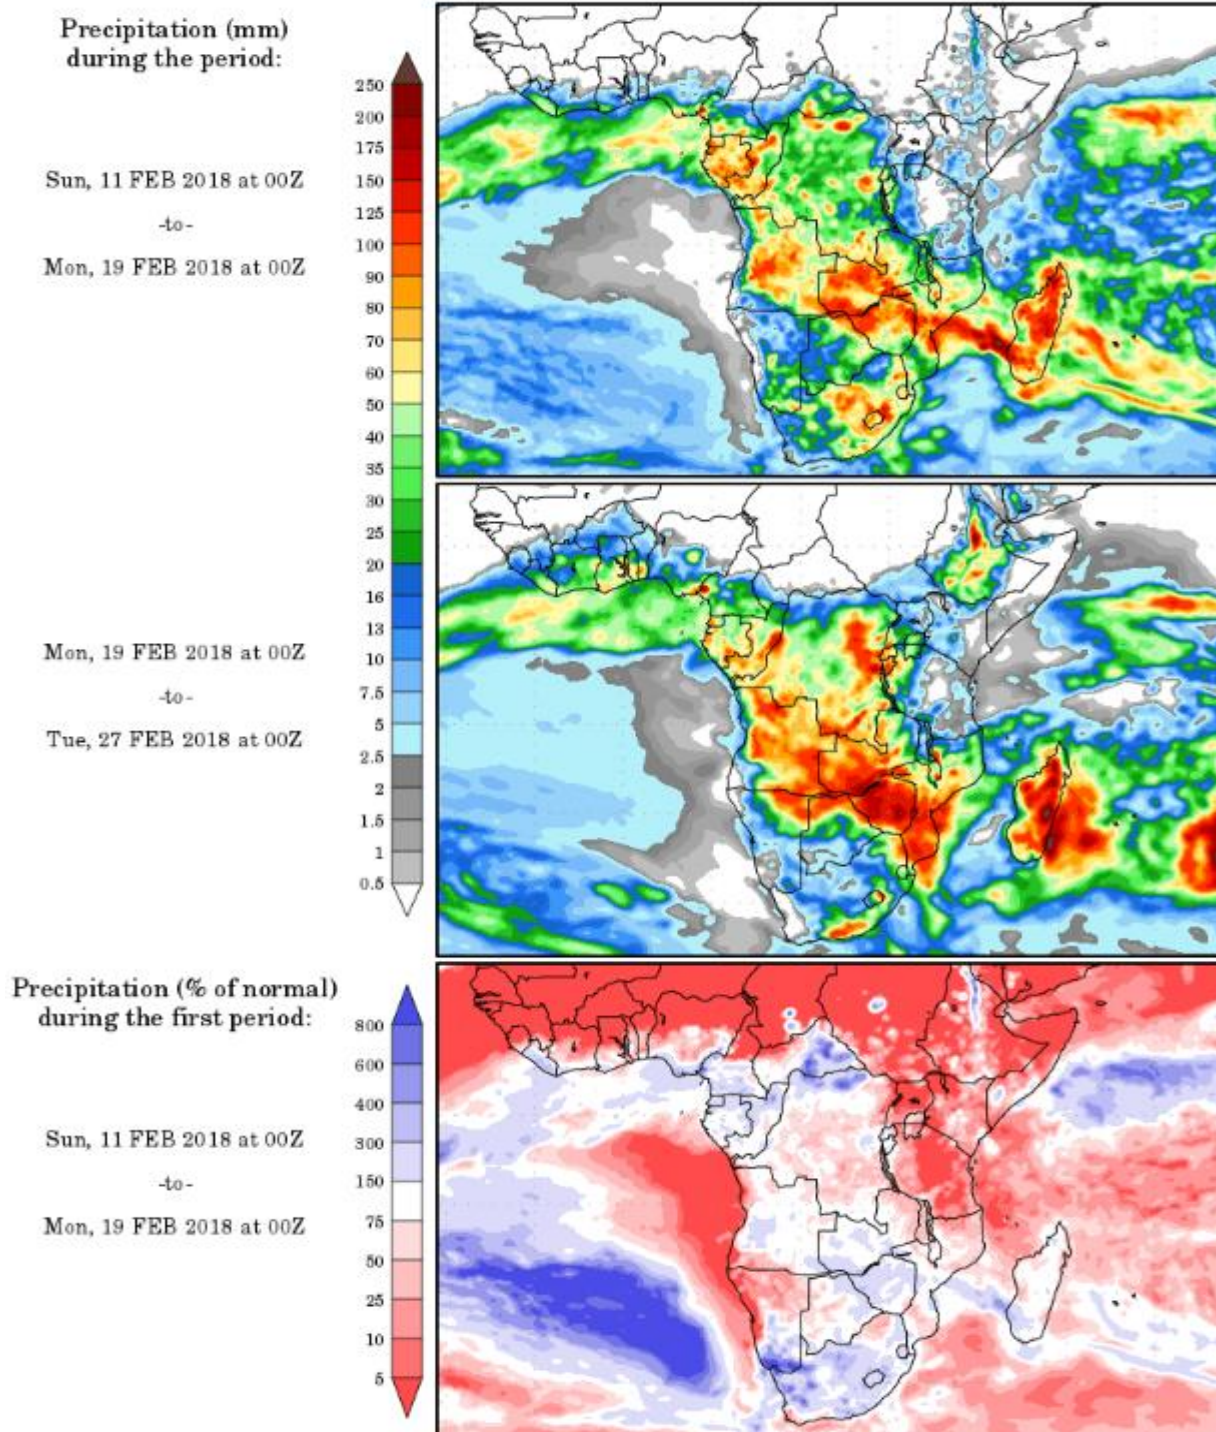 Precipitation (mm)
during the period:
Sun, 11 FEB 2018 at 00Z
-to-
Mon, 19 FEB 2018 at 00Z
Mon, 19 FEB 2018 at 00Z
-to-
Tue, 27 FEB 2018 at 00Z
250
200
175
150
125
100
90
80
70
60
50
40
35
30
25
20
16
13
10
7.5
5
2.5
2
1.5
1
0.5
Precipitation (% of normal)
during the first period:
Sun, 11 FEB 2018 at 00Z
-to-
Mon, 19 FEB 2018 at 00Z
800
600
400
300
150
75
50
25
10
5